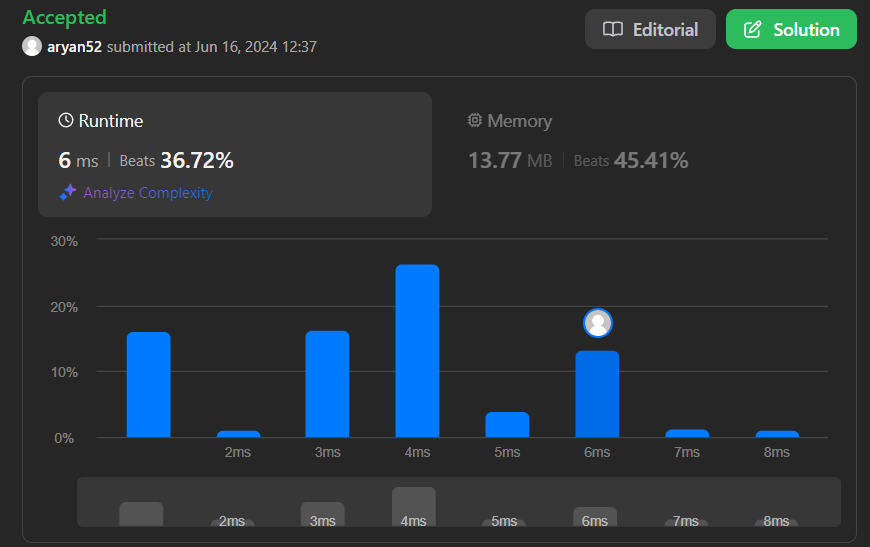 Accepted
aryan52 submitted at Jun 16, 2024 12:37
Editorial
Solution
Runtime
6 ms | Beats 36.72%
Analyze Complexity
Memory
13.77 MB | Beats 45.41%
30%
20%
10%
0%
2ms 3ms 4ms 5ms 6ms 7ms 8ms
2ms 3ms 4ms 5ms 6ms 7ms 8ms